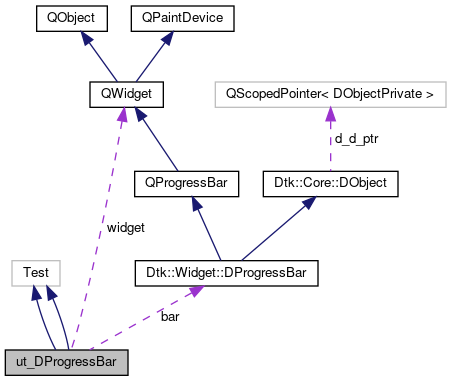 QObject
QPaintDevice
QWidget
QScopedPointer< DObjectPrivate >
d_d_ptr
QProgressBar
Dtk::Core::DObject
widget
Test
Dtk::Widget::DProgressBar
bar
ut_DProgressBar